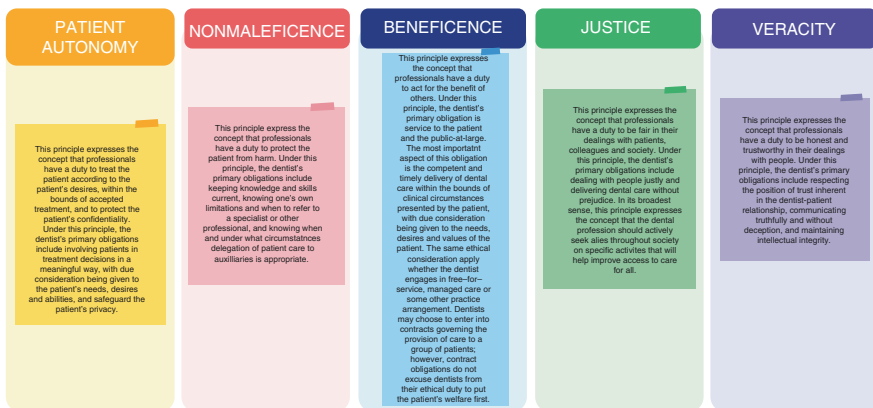 PATIENT
AUTONOMY
This principle expresses the
concept that professionals
have a duty to treat the
patient according to the
patient's desires, within the
bounds of accepted
treatment, and to protect the
patient's confidentiality.
Under this principle, the
dentist's primary obligations
include involving patients in
treatment decisions in a
meaningful way, with due
consideration being given to
the patient's needs, desires
and abilities, and safeguard the
patient's privacy.
NONMALEFICENCE
This principle express the
concept that professionals
have a duty to protect the
patient from harm. Under this
principle, the dentist's
primary obligations include
keeping knowledge and skills
current, knowing one's own
limitations and when to refer to
a specialist or other
professional, and knowing when
and under what circumstatnces
delegation of patient care to
auxilliaries is appropriate.
BENEFICENCE
This principle expresses
the concept that
professionals have a duty
to act for the benefit of
others. Under this
principle, the dentist's
primary obligation is
service to the patient
and the public-at-large.
The most importatnt
aspect of this obligation
is the competent and
timely delivery of dental
care within the bounds of
clinical circumstances
presented by the patient,
with due consideration
being given to the needs,
desires and values of the
patient. The same ethical
consideration apply
whether the dentist
engages in free–for–
service, managed care or
some other practice
arrangement. Dentists
may choose to enter into
contracts governing the
provision of care to a
group of patients;
however, contract
obligations do not
excuse dentists from
their ethical duty to put
the patient's welfare first.
JUSTICE
This principle expresses the
concept that professionals
have a duty to be fair in their
dealings with patients,
colleagues and society. Under
this principle, the dentist's
primary obligations include
dealing with people justly and
delivering dental care without
prejudice. In its broadest
sense, this principle expresses
the concept that the dental
profession should actively
seek alies throughout society
on specific activites that will
help improve access to care
for all.
VERACITY
This principle expresses the
concept that professionals
have a duty to be honest and
trustworthy in their dealings
with people. Under this
principle, the dentist's primary
obligations include respecting
the position of trust inherent
in the dentist-patient
relationship, communicating
truthfully and without
deception, and maintaining
intellectual integrity.